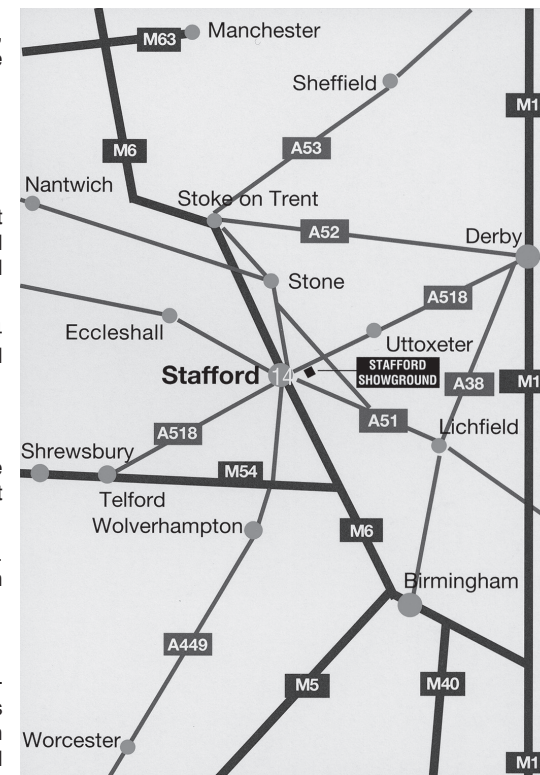 Manchester
M63
Sheffield
M1
M6
A53
Nantwich
Stoke on Trent
A52
Derby
Stone
A518
Eccleshall
Uttoxeter
Stafford
14
STAFFORD
SHOWGROUND
A38
M1
A51
Lichfield
A518
Shrewsbury
M54
Telford
Wolverhampton
M6
Birmingham
A449
M5
M40
Worcester
M1